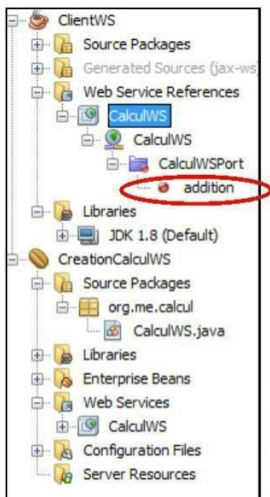 ClientWS
Source Packages
Generated Sources (jax-ws)
Web Service References
CalculWS
CalculWS
CalculWSPort
addition
Libraries
JDK 1.8 (Default)
CreationCalculWS
Source Packages
org.me.calcul
CalculWS.java
Libraries
Enterprise Beans
Web Services
CalculWS
Configuration Files
Server Resources